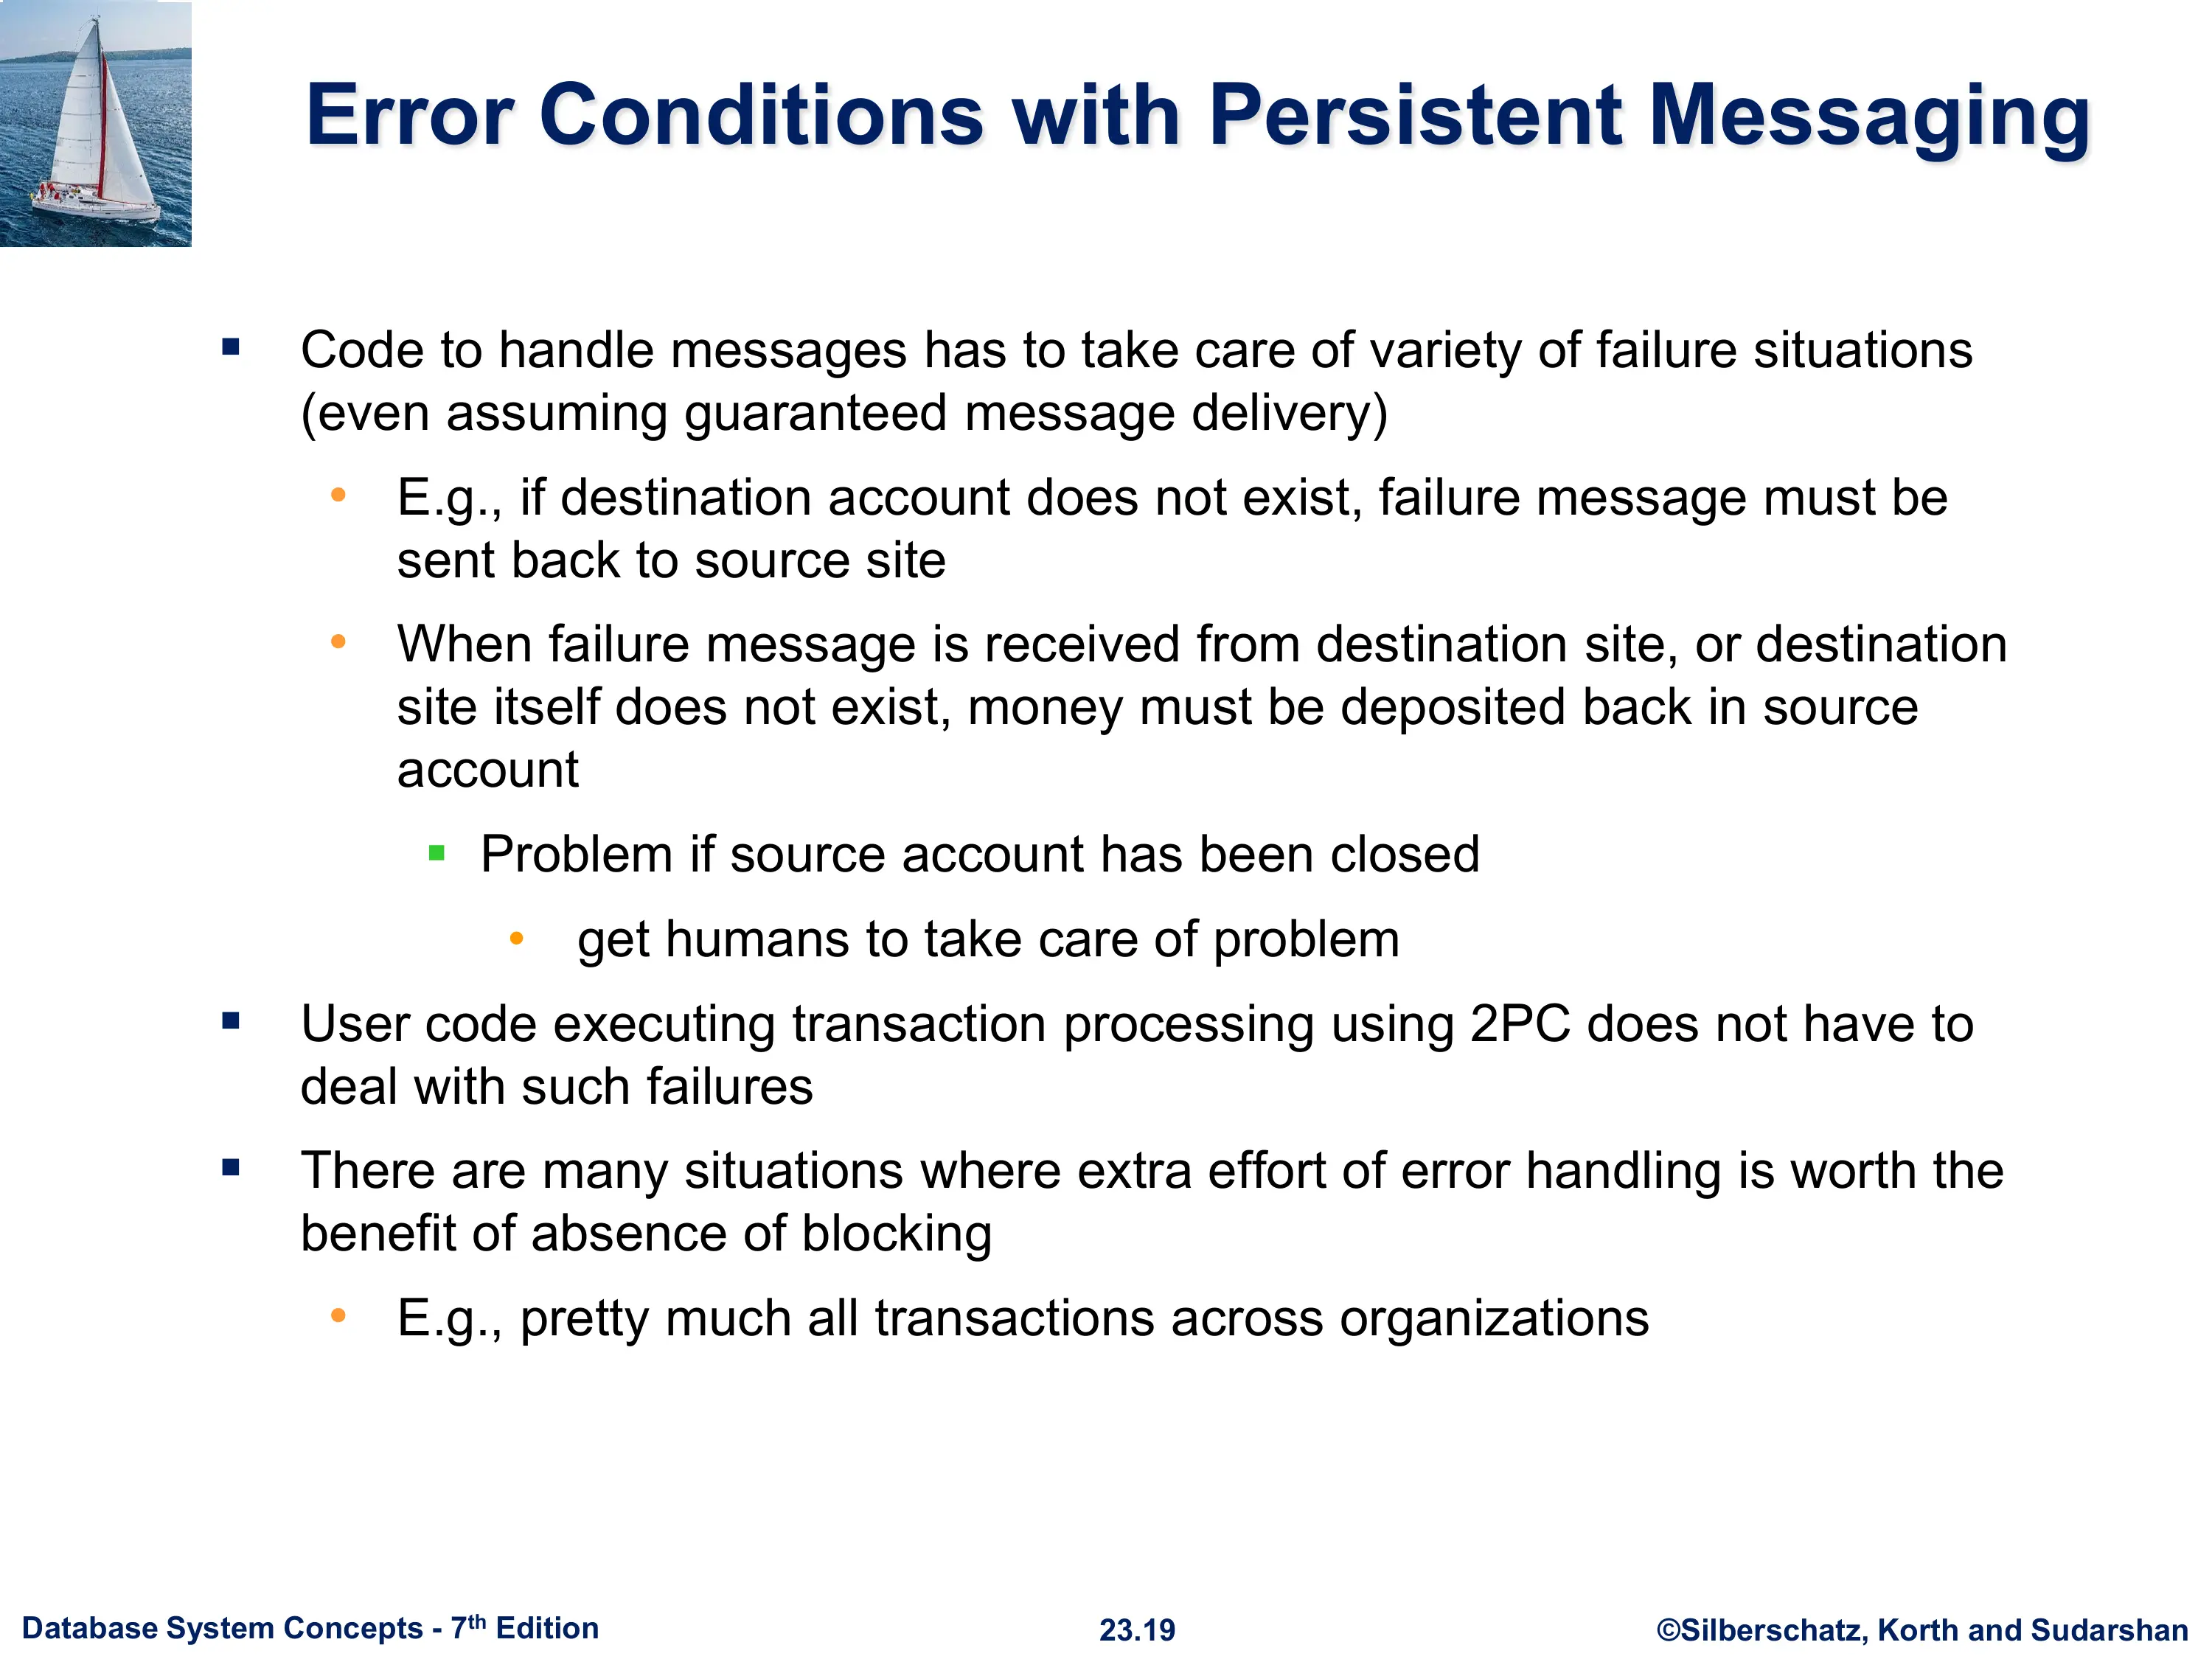 Error Conditions with Persistent Messaging
▪ Code to handle messages has to take care of variety of failure situations
(even assuming guaranteed message delivery)
• E.g., if destination account does not exist, failure message must be
sent back to source site
• When failure message is received from destination site, or destination
site itself does not exist, money must be deposited back in source
account
▪ Problem if source account has been closed
• get humans to take care of problem
▪ User code executing transaction processing using 2PC does not have to
deal with such failures
▪ There are many situations where extra effort of error handling is worth the
benefit of absence of blocking
• E.g., pretty much all transactions across organizations
Database System Concepts - 7th Edition
23.19
©Silberschatz, Korth and Sudarshan